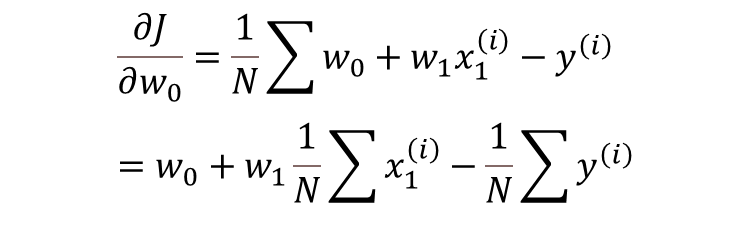 ∂J/∂w₀ = 1/N ∑ w₀ + w₁x₁⁽ⁱ⁾ − y⁽ⁱ⁾
= w₀ + w₁ 1/N ∑ x₁⁽ⁱ⁾ − 1/N ∑ y⁽ⁱ⁾